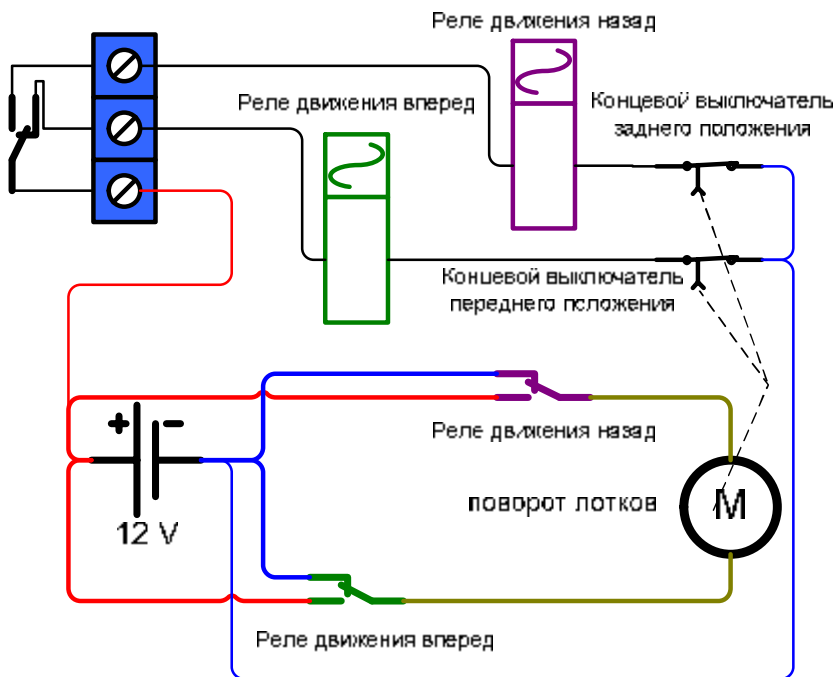 Реле движения назад
Реле движения вперед
Концевой выключатель
заднего положения
Концевой выключатель
переднего положения
+ -
Реле движения назад
12 V
поворот лотков
M
Реле движения вперед